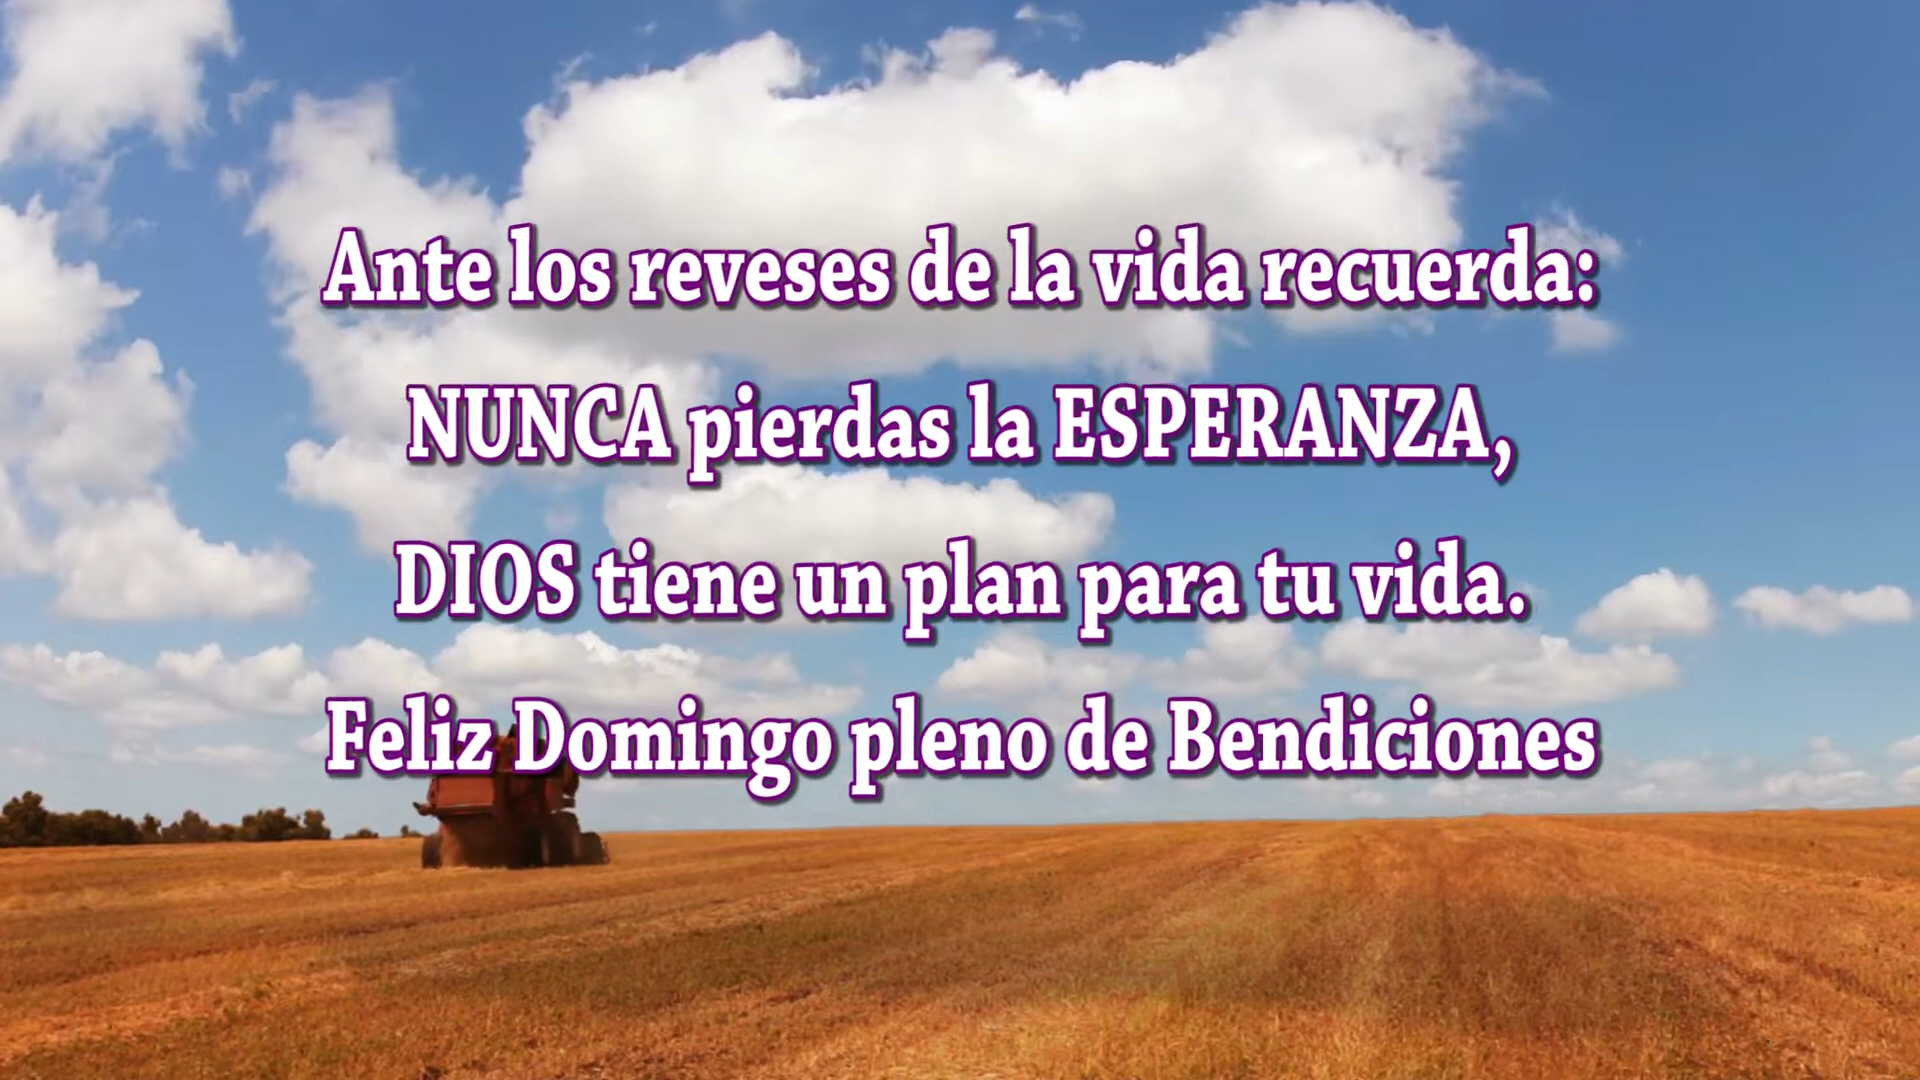 Ante los reveses de la vida recuerda:
NUNCA pierdas la ESPERANZA,
DIOS tiene un plan para tu vida.
Feliz Domingo pleno de Bendiciones